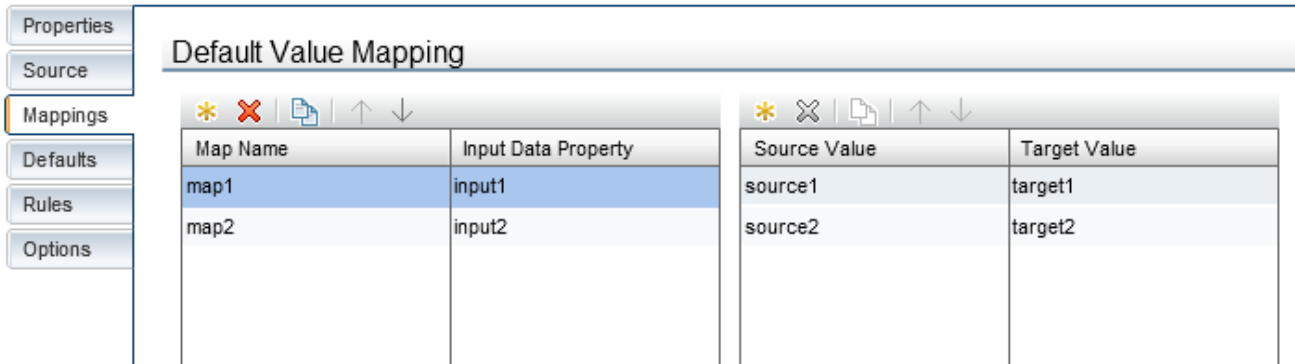 Properties
Source
Mappings
Defaults
Rules
Options
Default Value Mapping
Map Name Input Data Property
map1 input1
map2 input2
Source Value Target Value
source1 target1
source2 target2